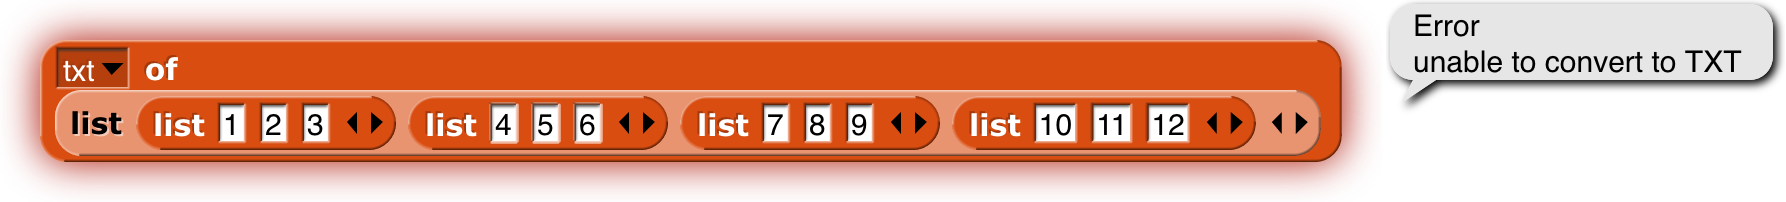 txt of
list list 1 2 3 list 4 5 6 list 7 8 9 list 10 11 12
Error
unable to convert to TXT